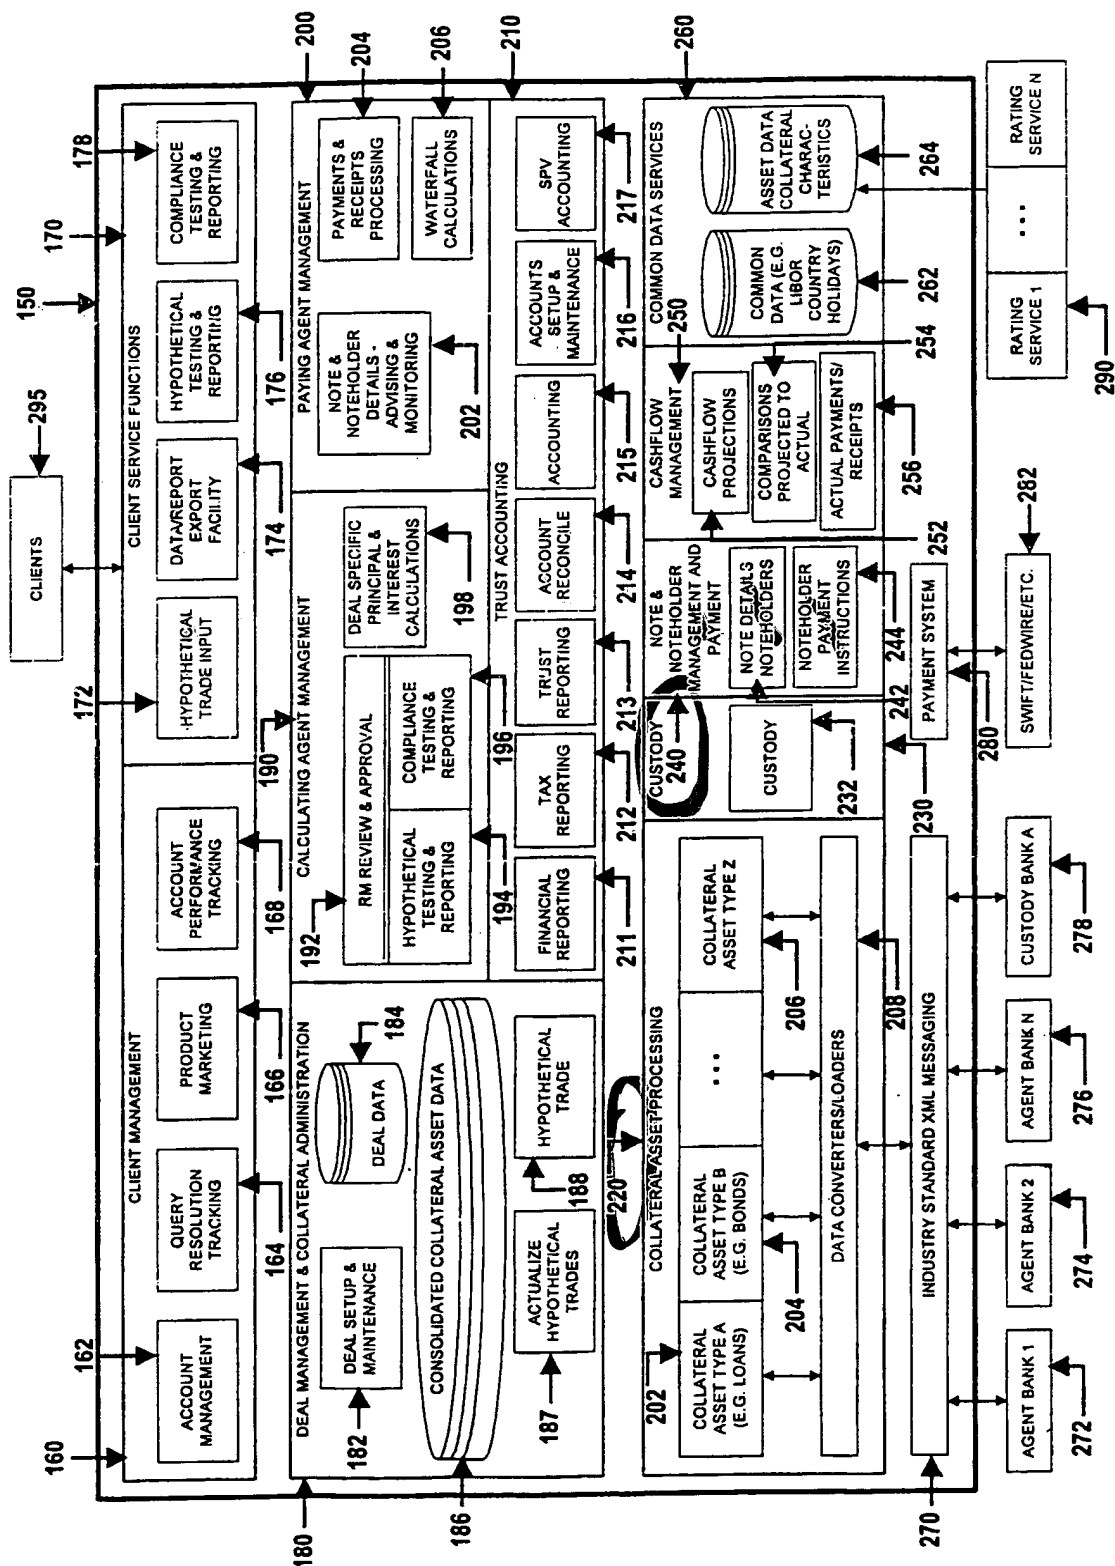 295
CLIENTS
150
160
CLIENT MANAGEMENT
162
ACCOUNT
MANAGEMENT
QUERY
RESOLUTION
TRACKING
164
PRODUCT
MARKETING
166
ACCOUNT
PERFORMANCE
TRACKING
168
170
CLIENT SERVICE FUNCTIONS
172
HYPOTHETICAL
TRADE INPUT
DATA/REPORT
EXPORT
FACILITY
174
HYPOTHETICAL
TESTING &
REPORTING
176
178
COMPLIANCE
TESTING &
REPORTING
180
DEAL MANAGEMENT & COLLATERAL ADMINISTRATION
182
DEAL SETUP &
MAINTENANCE
184
DEAL DATA
186
CONSOLIDATED COLLATERAL ASSET DATA
187
ACTUALIZE
HYPOTHETICAL
TRADES
188
HYPOTHETICAL
TRADE
190
CALCULATING AGENT MANAGEMENT
192
RM REVIEW & APPROVAL
HYPOTHETICAL
TESTING &
REPORTING
194
COMPLIANCE
TESTING &
REPORTING
196
DEAL SPECIFIC
PRINCIPAL &
INTEREST
CALCULATIONS
198
200
PAYING AGENT MANAGEMENT
NOTE &
NOTEHOLDER
DETAILS -
ADVISING &
MONITORING
202
PAYMENTS &
RECEIPTS
PROCESSING
204
WATERFALL
CALCULATIONS
206
210
TRUST ACCOUNTING
FINANCIAL
REPORTING
211
TAX
REPORTING
212
TRUST
REPORTING
213
ACCOUNT
RECONCILE
214
ACCOUNTING
215
ACCOUNTS
SETUP &
MAINTENANCE
216
SPV
ACCOUNTING
217
220
COLLATERAL ASSET PROCESSING
202
COLLATERAL
ASSET TYPE A
(E.G. LOANS)
COLLATERAL
ASSET TYPE B
(E.G. BONDS)
204
...
COLLATERAL
ASSET TYPE Z
206
DATA CONVERTERS/LOADERS
208
CUSTODY
240
CUSTODY
232
230
NOTE &
NOTEHOLDER
MANAGEMENT AND
PAYMENT
NOTE DETAILS
NOTEHOLDERS
242
NOTEHOLDER
PAYMENT
INSTRUCTIONS
244
CASHFLOW
MANAGEMENT
250
CASHFLOW
PROJECTIONS
252
COMPARISONS
PROJECTED TO
ACTUAL
254
ACTUAL PAYMENTS/
RECEIPTS
256
260
COMMON DATA SERVICES
COMMON
DATA (E.G.
LIBOR
COUNTRY
HOLIDAYS)
262
ASSET DATA
COLLATERAL
CHARAC-
TERISTICS
264
INDUSTRY STANDARD XML MESSAGING
270
PAYMENT SYSTEM
280
AGENT BANK 1
272
AGENT BANK 2
274
AGENT BANK N
276
CUSTODY BANK A
278
SWIFT/FEDWIRE/ETC.
282
RATING
SERVICE 1
290
...
RATING
SERVICE N